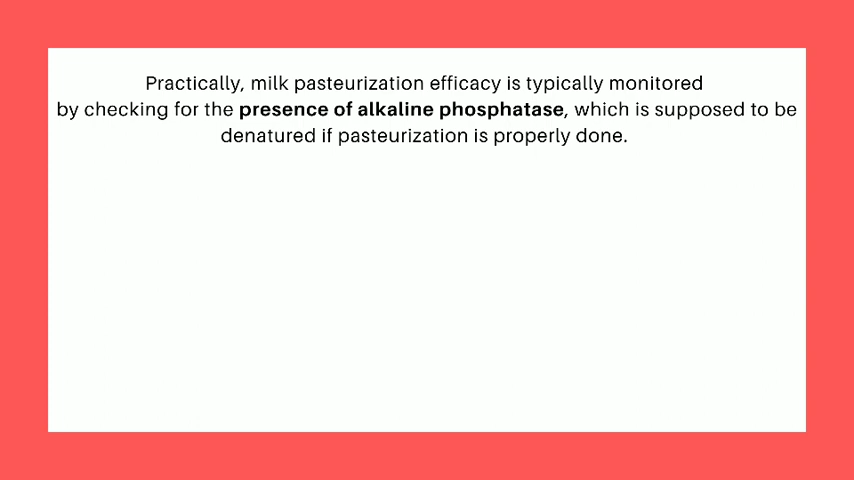 Practically, milk pasteurization efficacy is typically monitored
by checking for the presence of alkaline phosphatase, which is supposed to be
denatured if pasteurization is properly done.